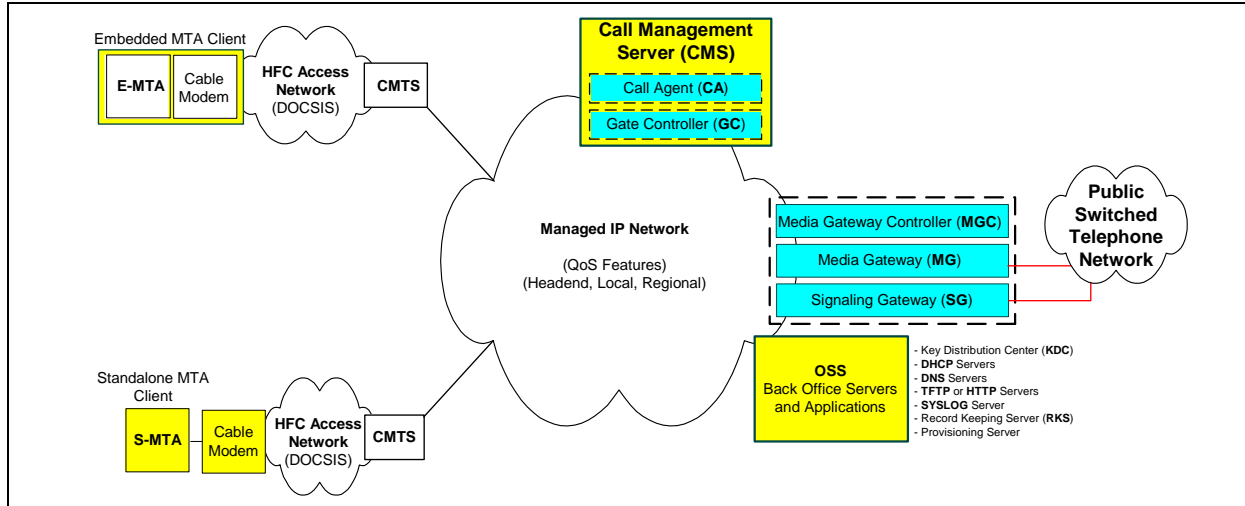 Embedded MTA Client
E-MTA
Cable
Modem
HFC Access
Network
(DOCSIS)
CMTS
Call Management
Server (CMS)
Call Agent (CA)
Gate Controller (GC)
Managed IP Network
(QoS Features)
(Headend, Local, Regional)
Media Gateway Controller (MGC)
Media Gateway (MG)
Signaling Gateway (SG)
Public
Switched
Telephone
Network
OSS
Back Office Servers
and Applications
- Key Distribution Center (KDC)
- DHCP Servers
- DNS Servers
- TFTP or HTTP Servers
- SYSLOG Server
- Record Keeping Server (RKS)
- Provisioning Server
Standalone MTA
Client
S-MTA
Cable
Modem
HFC Access
Network
(DOCSIS)
CMTS